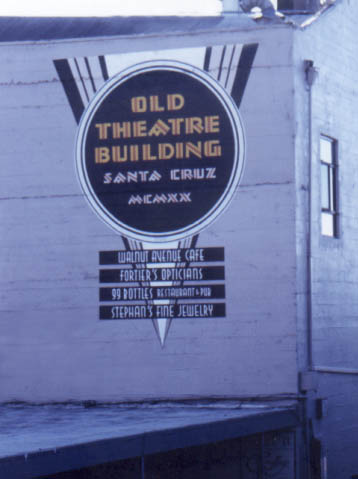 OLD
THEATRE
BUILDING
SANTA CRUZ
MCMXX
WALNUT AVENUE CAFE
FORTIER'S OPTICIANS
99 BOTTLES RESTAURANT & PUB
STEPHAN'S FINE JEWELRY